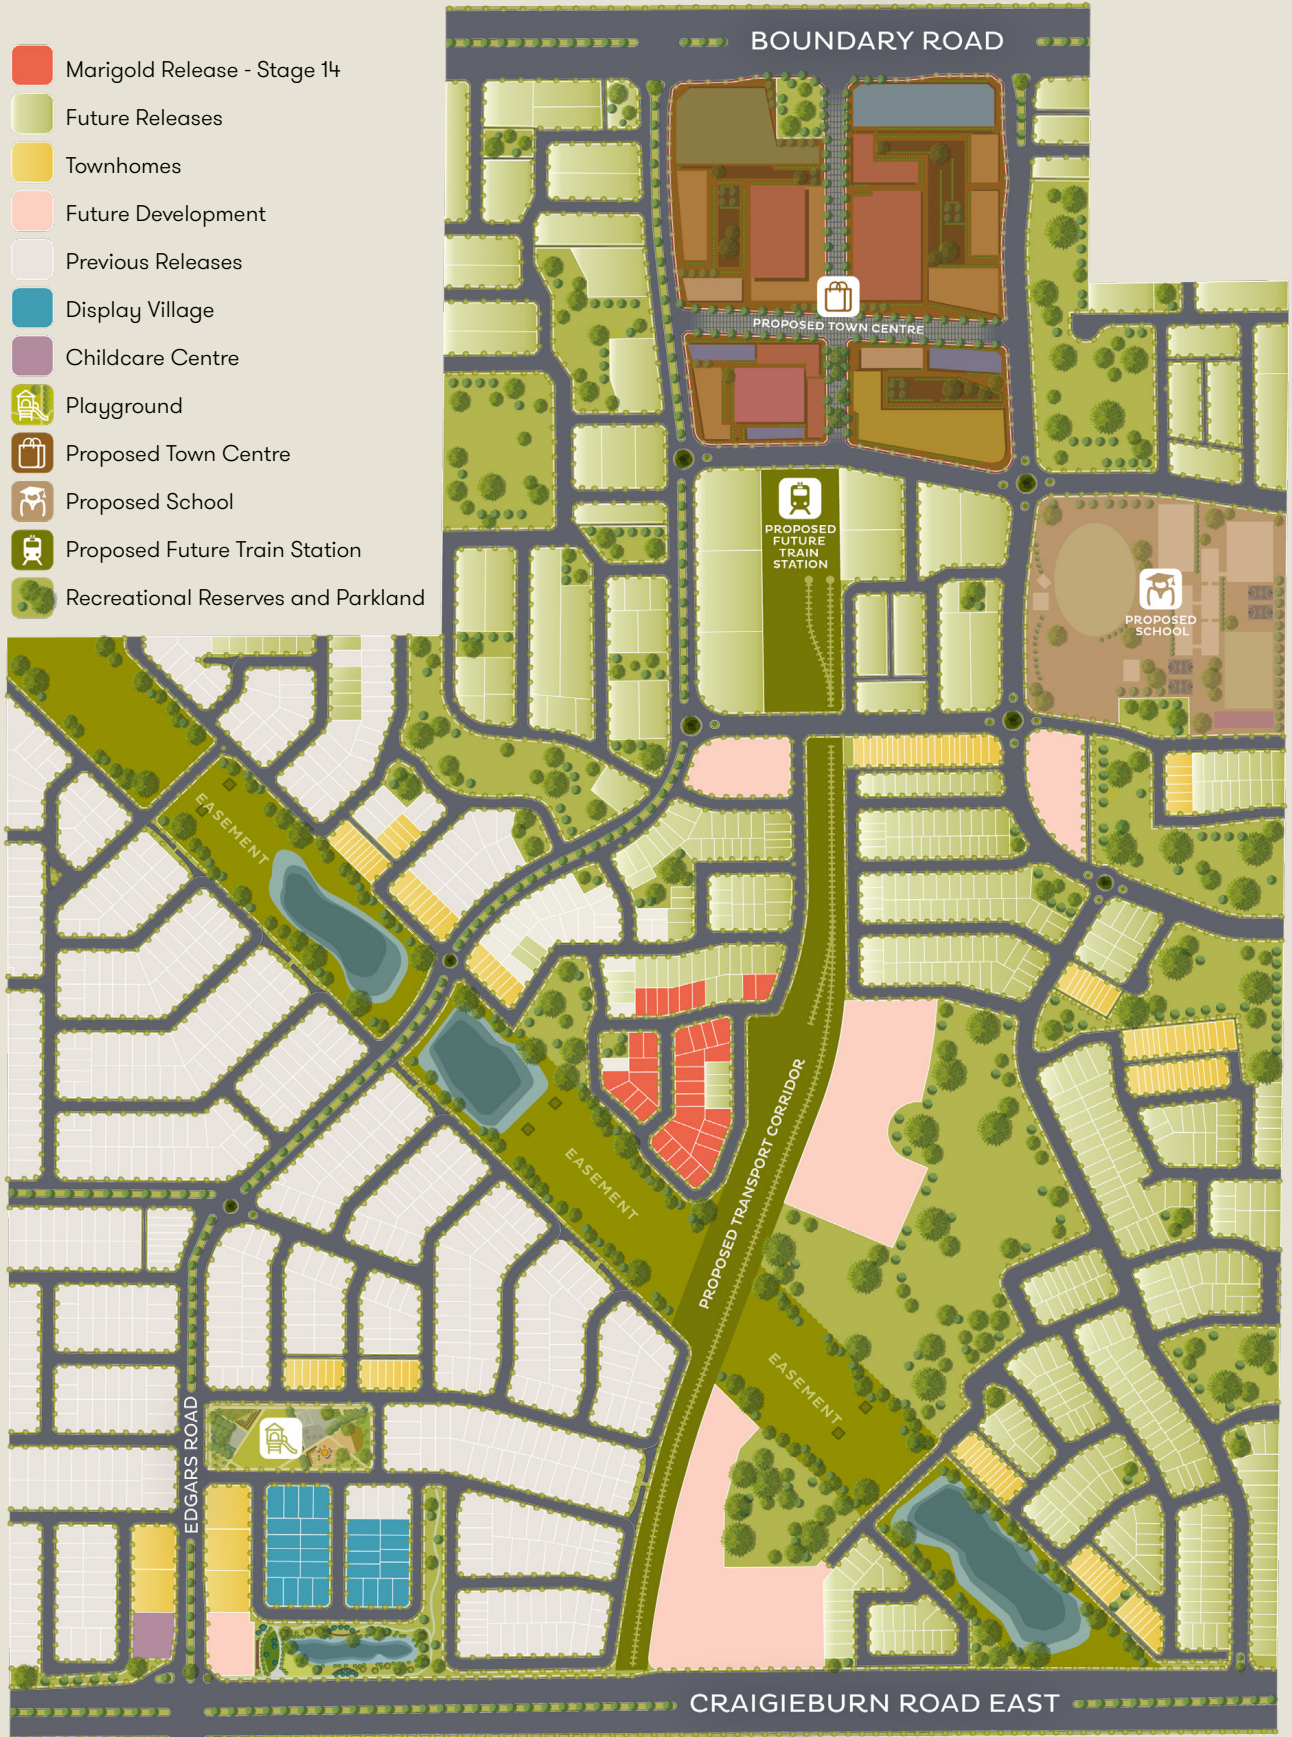 BOUNDARY ROAD
Marigold Release - Stage 14
Future Releases
Townhomes
Future Development
Previous Releases
Display Village
Childcare Centre
Playground
Proposed Town Centre
Proposed School
Proposed Future Train Station
Recreational Reserves and Parkland
PROPOSED TOWN CENTRE
PROPOSED
FUTURE
TRAIN
STATION
PROPOSED
SCHOOL
EASEMENT
EASEMENT
PROPOSED TRANSPORT CORRIDOR
EASEMENT
EDGARS ROAD
CRAIGIEBURN ROAD EAST